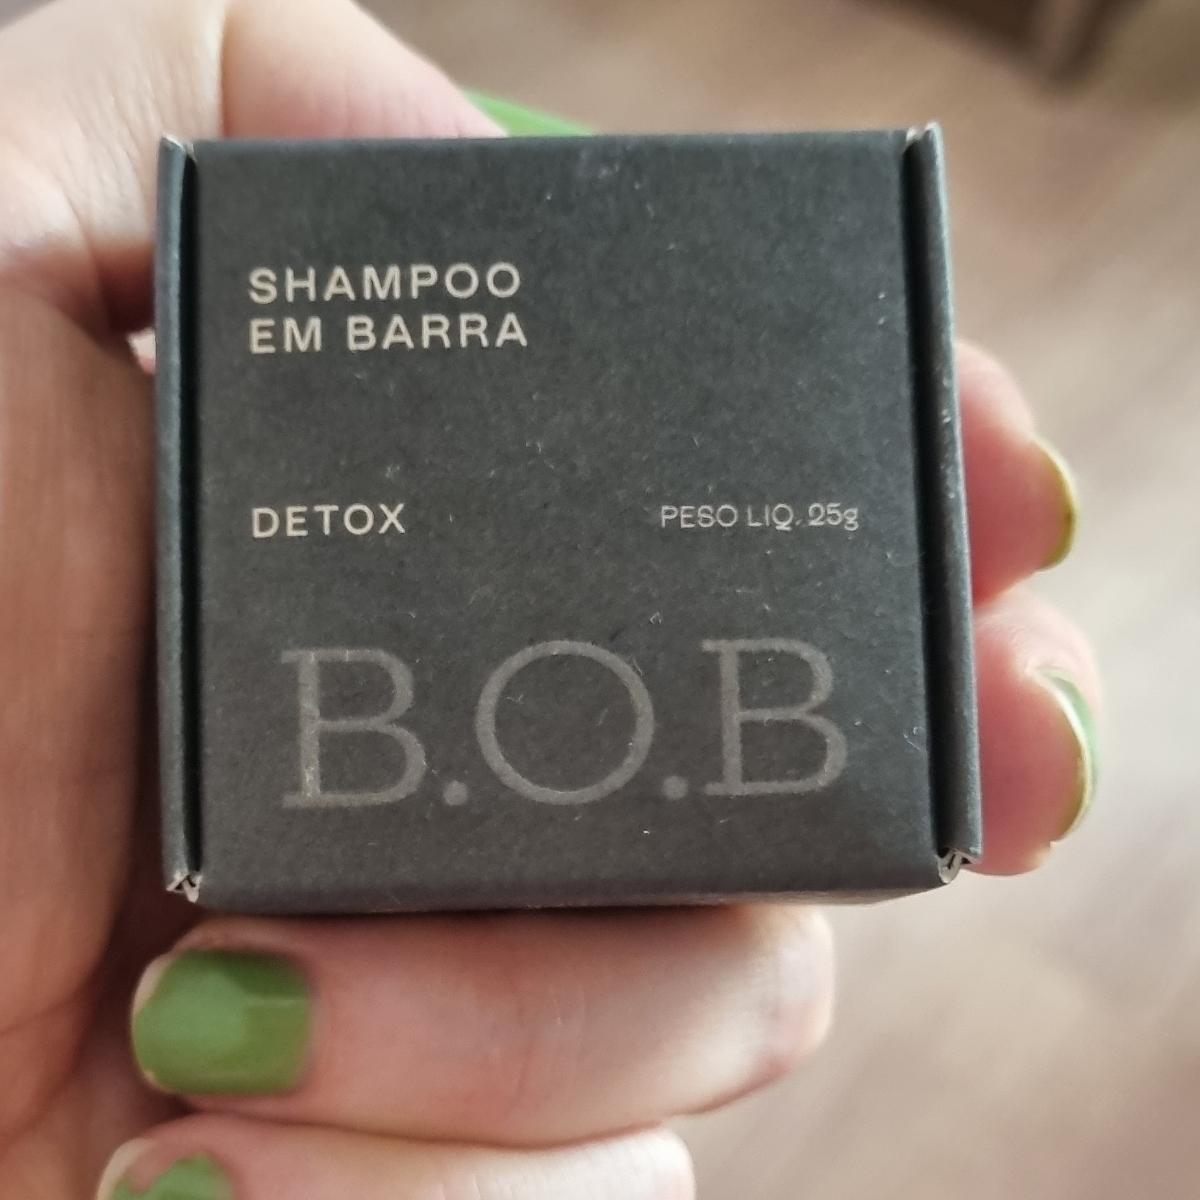 SHAMPOO
EM BARRA
DETOX PESO LIQ. 25g
B.O.B